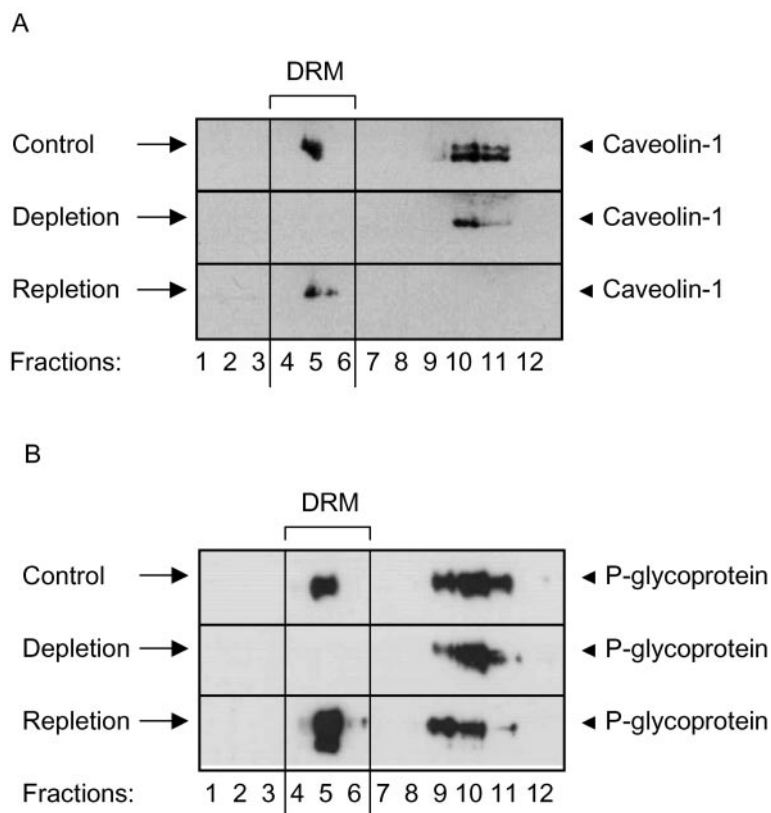 A
DRM
Control Caveolin-1
Depletion Caveolin-1
Repletion Caveolin-1
Fractions: 1 2 3 4 5 6 7 8 9 10 11 12
B
DRM
Control P-glycoprotein
Depletion P-glycoprotein
Repletion P-glycoprotein
Fractions: 1 2 3 4 5 6 7 8 9 10 11 12